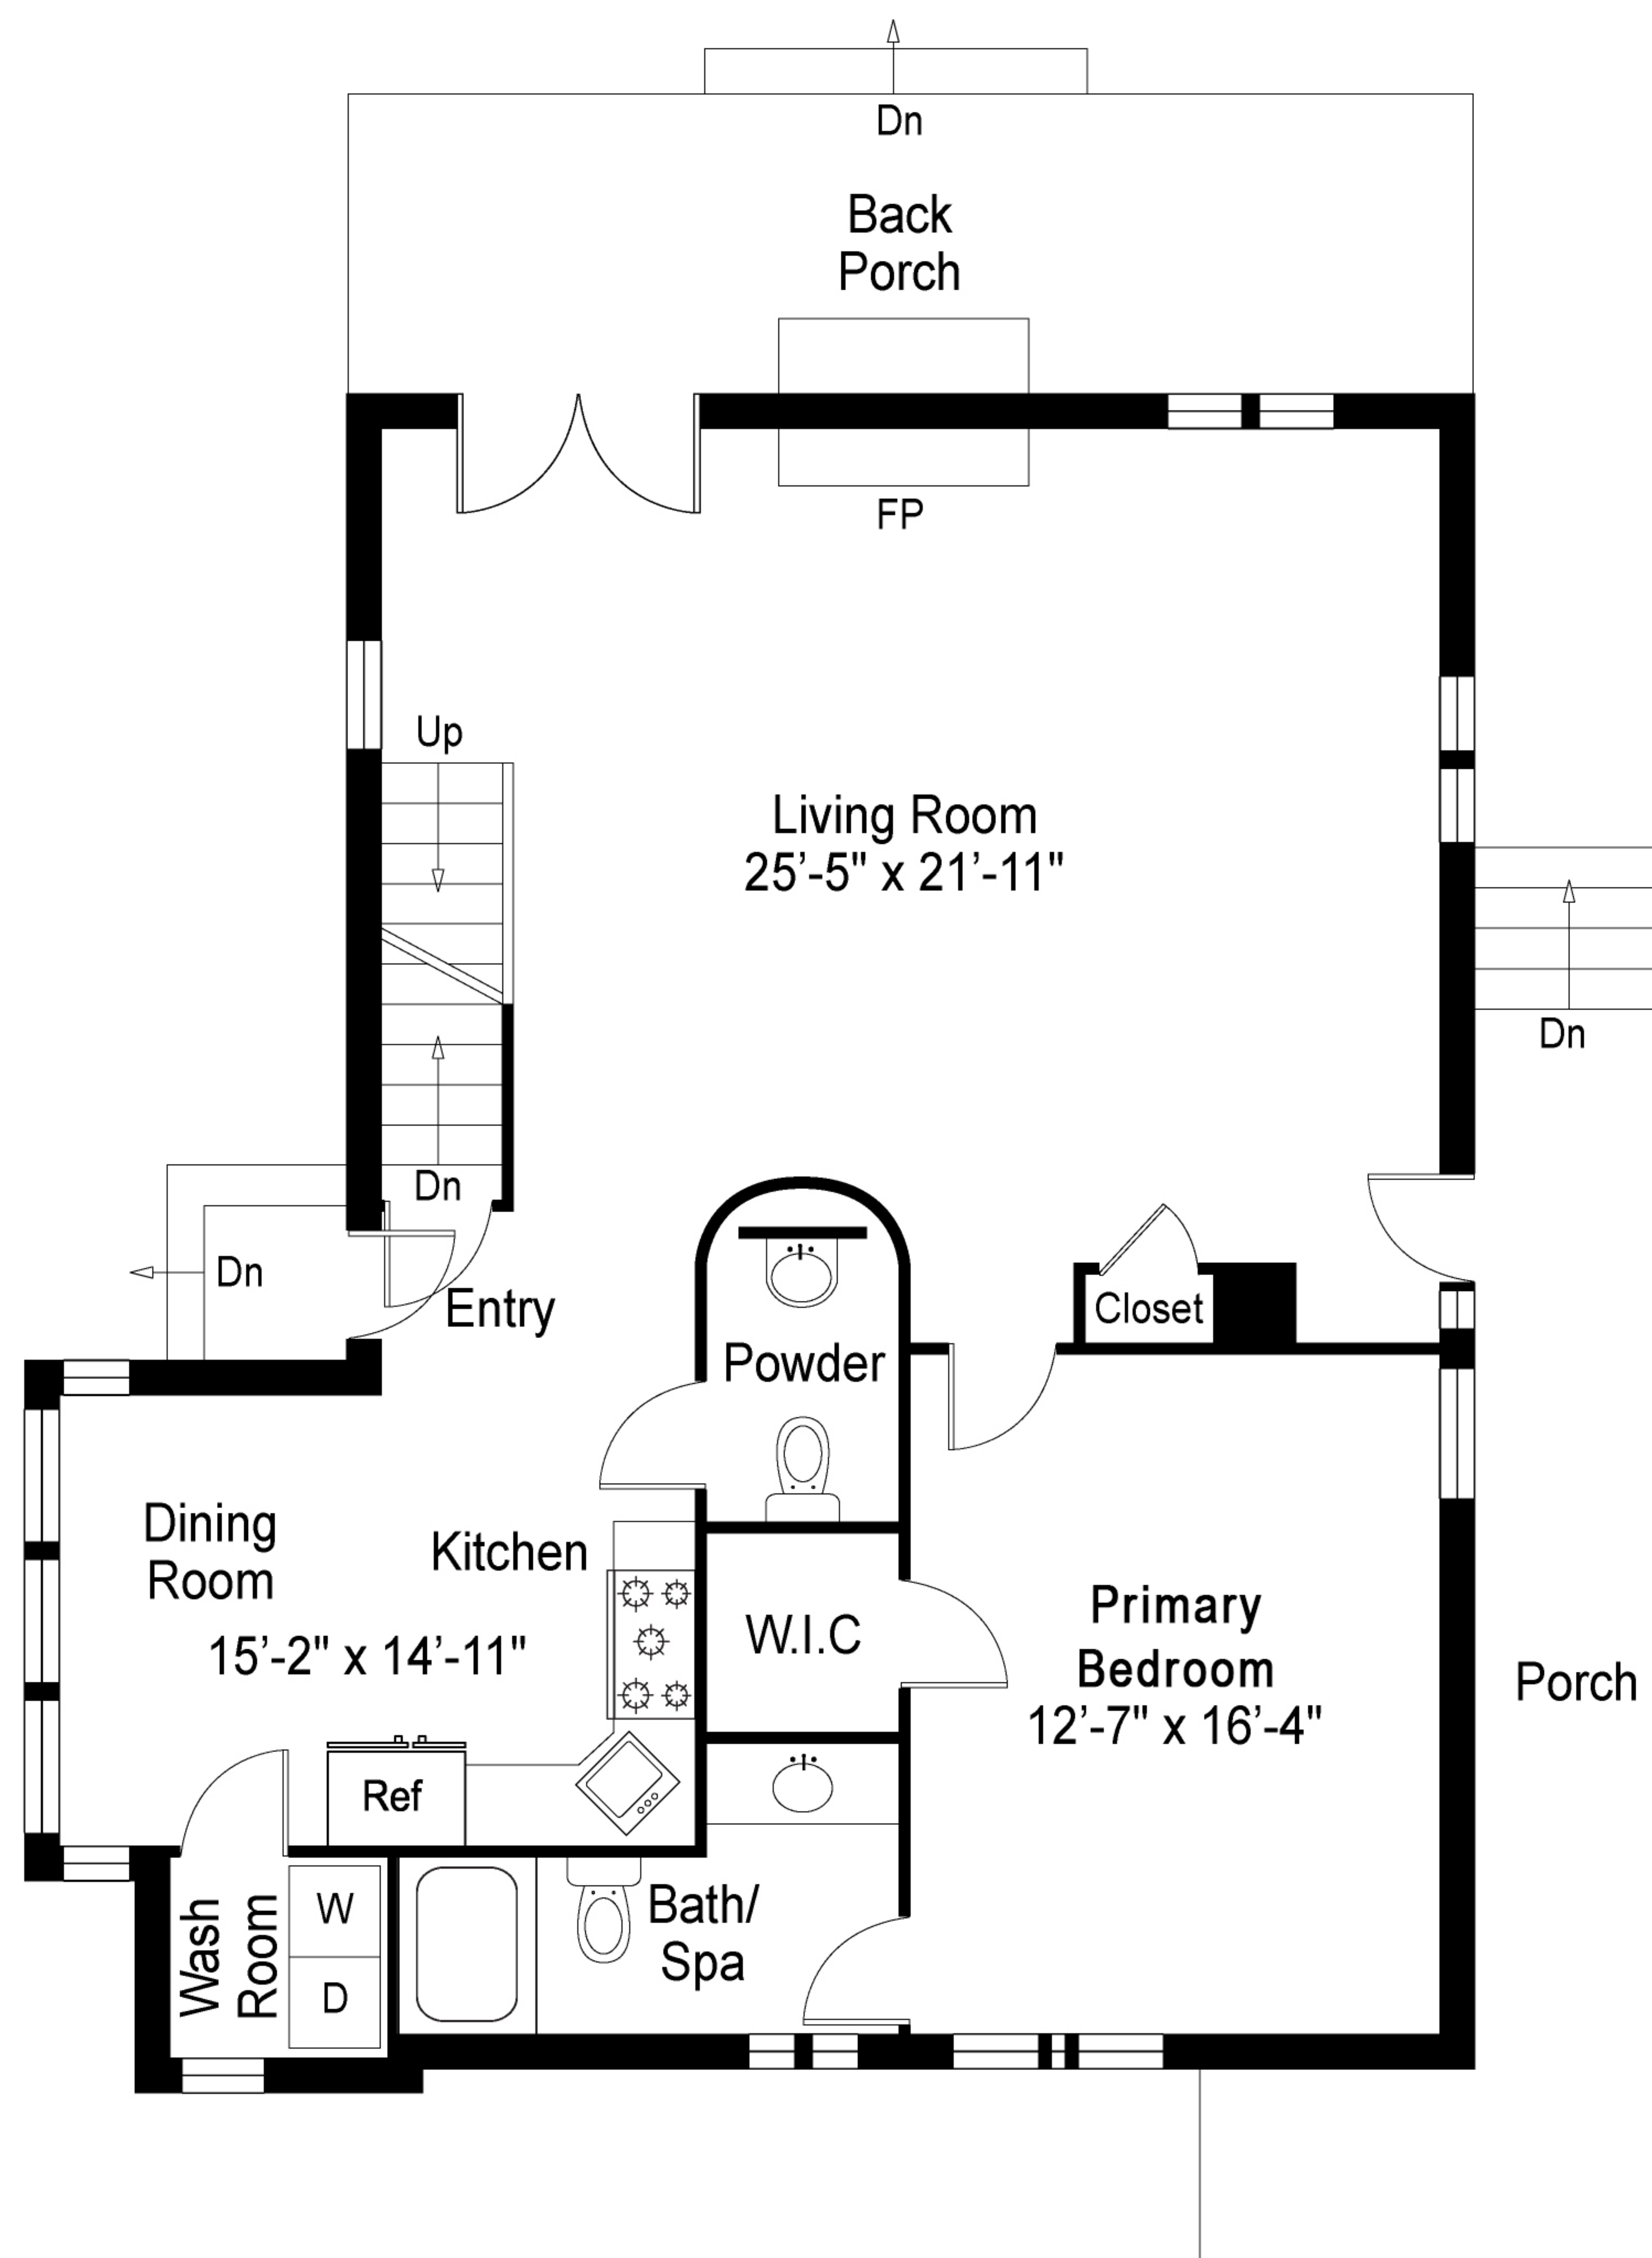 Dn
Back
Porch
FP
Up
Living Room
25'-5" x 21'-11"
Dn
Dn
Dn
Entry
Closet
Powder
Dining
Room
Kitchen
15'-2" x 14'-11"
W.I.C
Primary
Bedroom
12'-7" x 16'-4"
Porch
Ref
Wash
Room
W
D
Bath/
Spa